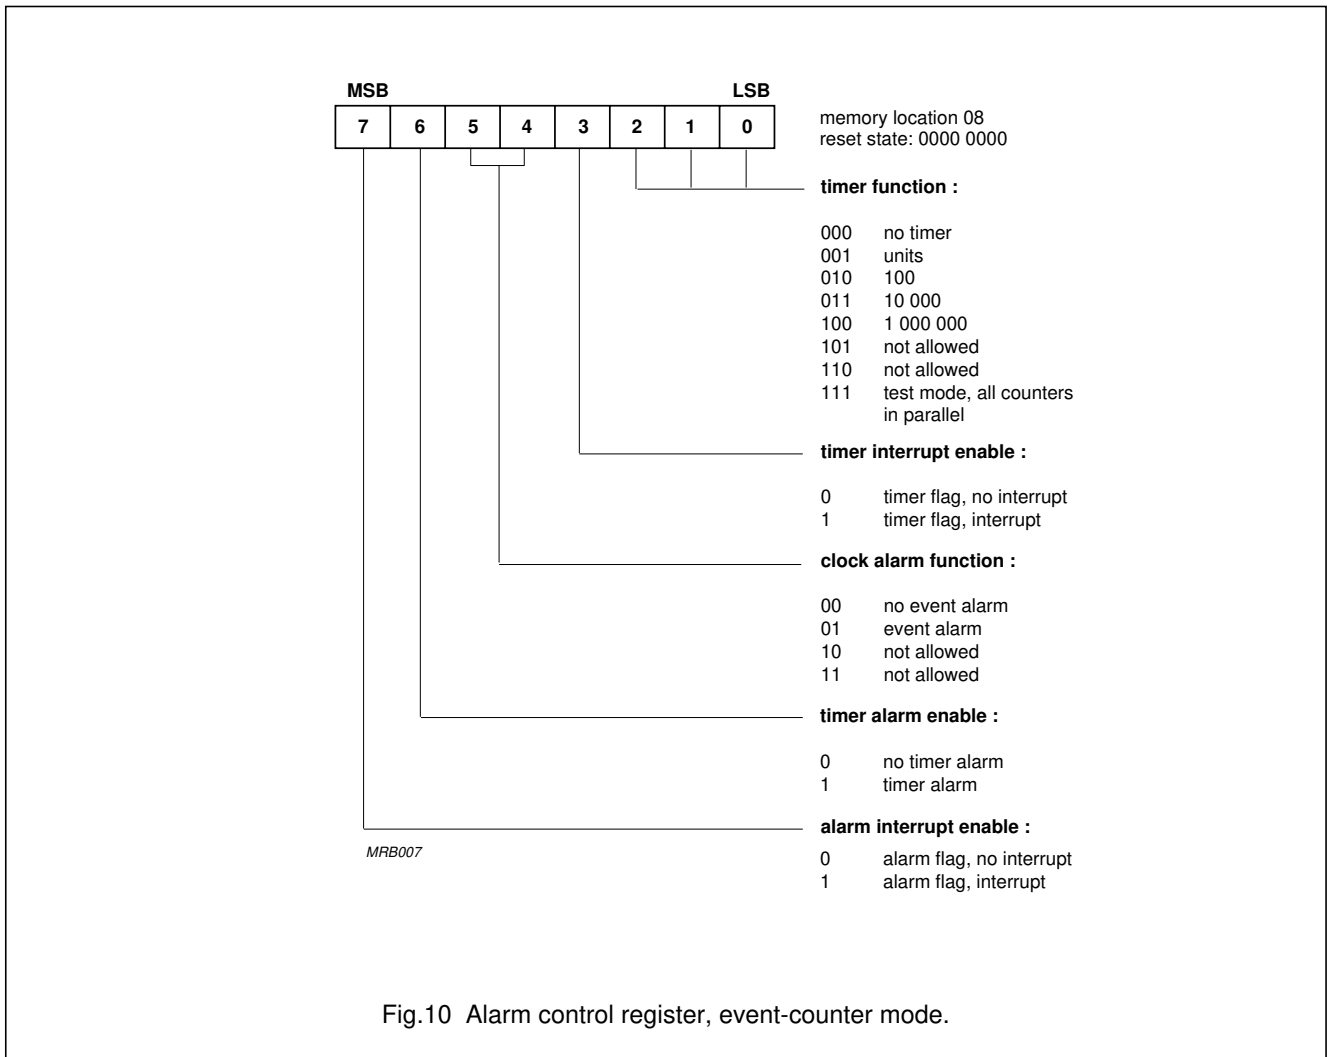 MSB LSB
7 6 5 4 3 2 1 0
memory location 08
reset state: 0000 0000
timer function :
000 no timer
001 units
010 100
011 10 000
100 1 000 000
101 not allowed
110 not allowed
111 test mode, all counters
in parallel
timer interrupt enable :
0 timer flag, no interrupt
1 timer flag, interrupt
clock alarm function :
00 no event alarm
01 event alarm
10 not allowed
11 not allowed
timer alarm enable :
0 no timer alarm
1 timer alarm
alarm interrupt enable :
MRB007
0 alarm flag, no interrupt
1 alarm flag, interrupt
Fig.10 Alarm control register, event-counter mode.